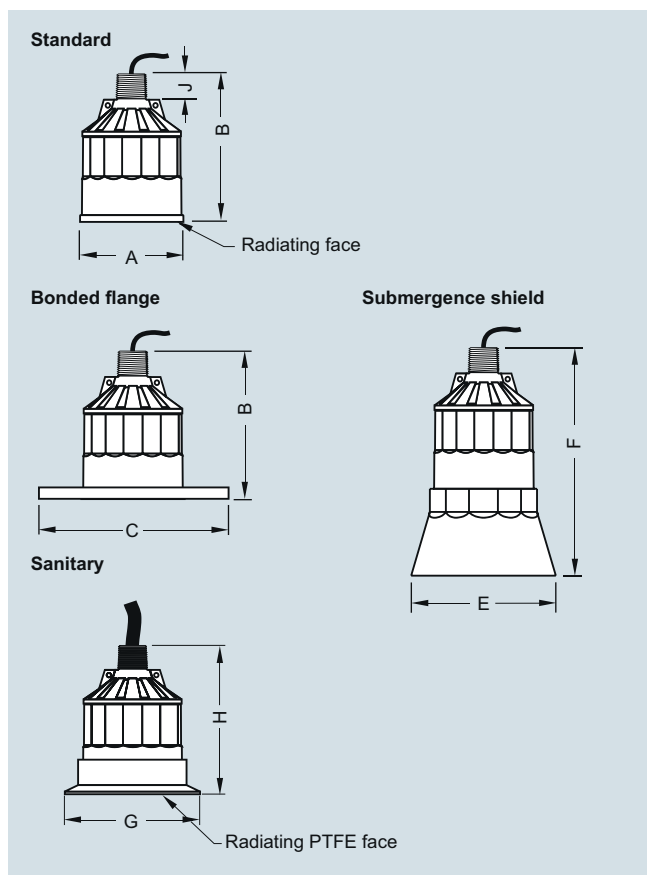 Standard
J
B
A
Radiating face
Bonded flange
Submergence shield
B
C
F
E
Sanitary
H
G
Radiating PTFE face